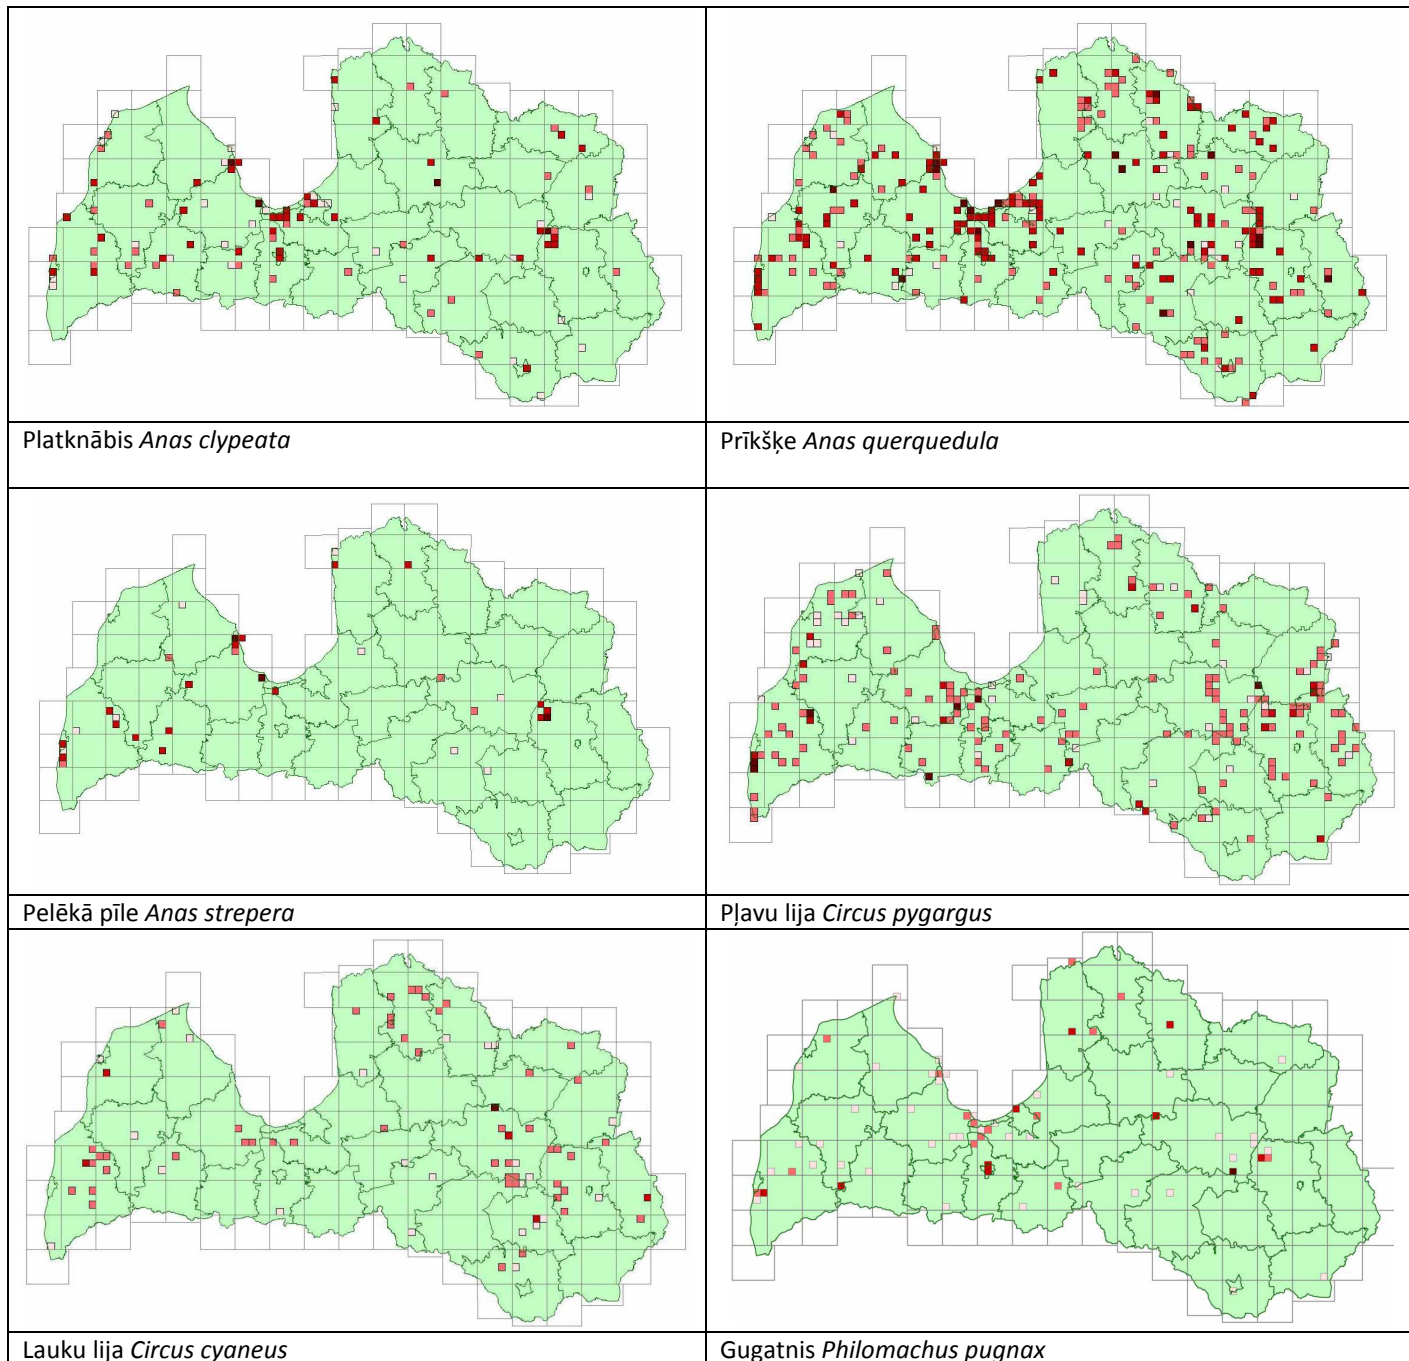 Platknābis Anas clypeata
Prīkšķe Anas querquedula
Pelēkā pīle Anas strepera
Pļavu lija Circus pygargus
Lauku lija Circus cyaneus
Gugatnis Philomachus pugnax